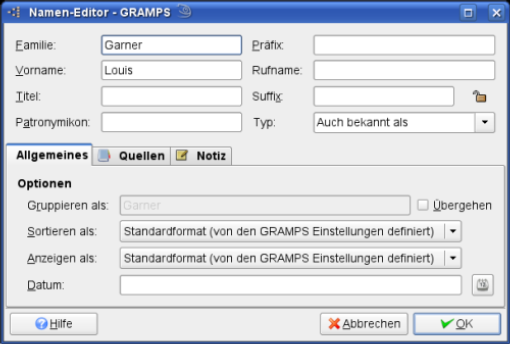 Namen-Editor - GRAMPS
Familie: Garner Präfix:
Vorname: Louis Rufname:
Titel: Suffix:
Patronymikon: Typ: Auch bekannt als
Allgemeines Quellen Notiz
Optionen
Gruppieren als: Garner Übergehen
Sortieren als: Standardformat (von den GRAMPS Einstellungen definiert)
Anzeigen als: Standardformat (von den GRAMPS Einstellungen definiert)
Datum:
Hilfe Abbrechen OK